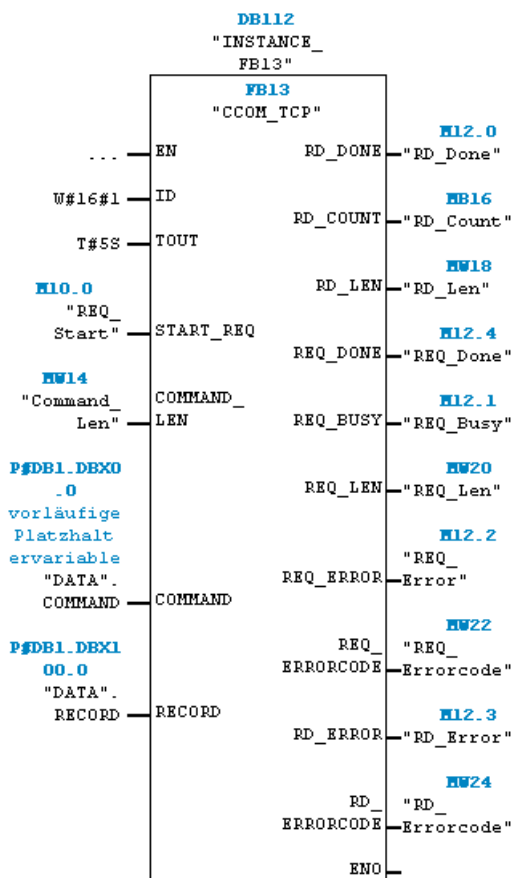 DB112
"INSTANCE_
FB13"
FB13
"CCOM_TCP"
... EN
W#16#1 ID
T#5S TOUT
M10.0
"REQ_
Start" START_REQ
MW14
"Command_ COMMAND_
Len" LEN
P#DB1.DBX0
.0
vorläufige
Platzhalt
ervariable
"DATA".
COMMAND COMMAND
P#DB1.DBX1
00.0
"DATA".
RECORD RECORD
M12.0
RD_DONE "RD_Done"
MB16
RD_COUNT "RD_Count"
MW18
RD_LEN "RD_Len"
M12.4
REQ_DONE "REQ_Done"
M12.1
REQ_BUSY "REQ_Busy"
MW20
REQ_LEN "REQ_Len"
M12.2
"REQ_
REQ_ERROR Error"
MW22
REQ_ "REQ_
ERRORCODE Errorcode"
M12.3
RD_ERROR "RD_Error"
MW24
RD_ "RD_
ERRORCODE Errorcode"
ENO